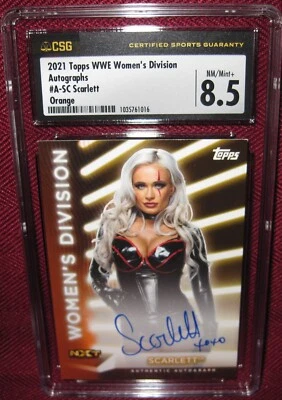 CSG
CERTIFIED SPORTS GUARANTY
2021 Topps WWE Women's Division
Autographs
#A-SC Scarlett
Orange
1035761016
NM/Mint+
8.5
Topps
WOMEN'S DIVISION
NXT
Scarlett
xoxo
SCARLETT
AUTHENTIC AUTOGRAPH